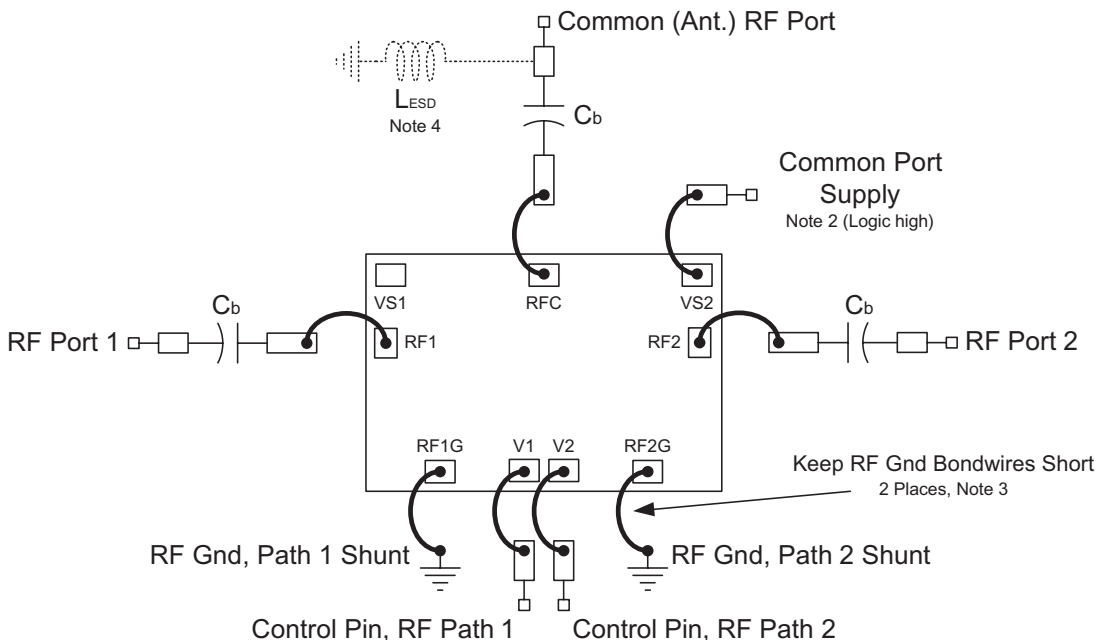 Common (Ant.) RF Port
LESD
Note 4
Cb
Common Port
Supply
Note 2 (Logic high)
VS1
RFC
VS2
Cb
Cb
RF Port 1
RF1
RF2
RF Port 2
RF1G
V1
V2
RF2G
Keep RF Gnd Bondwires Short
2 Places, Note 3
RF Gnd, Path 1 Shunt
RF Gnd, Path 2 Shunt
Control Pin, RF Path 1
Control Pin, RF Path 2